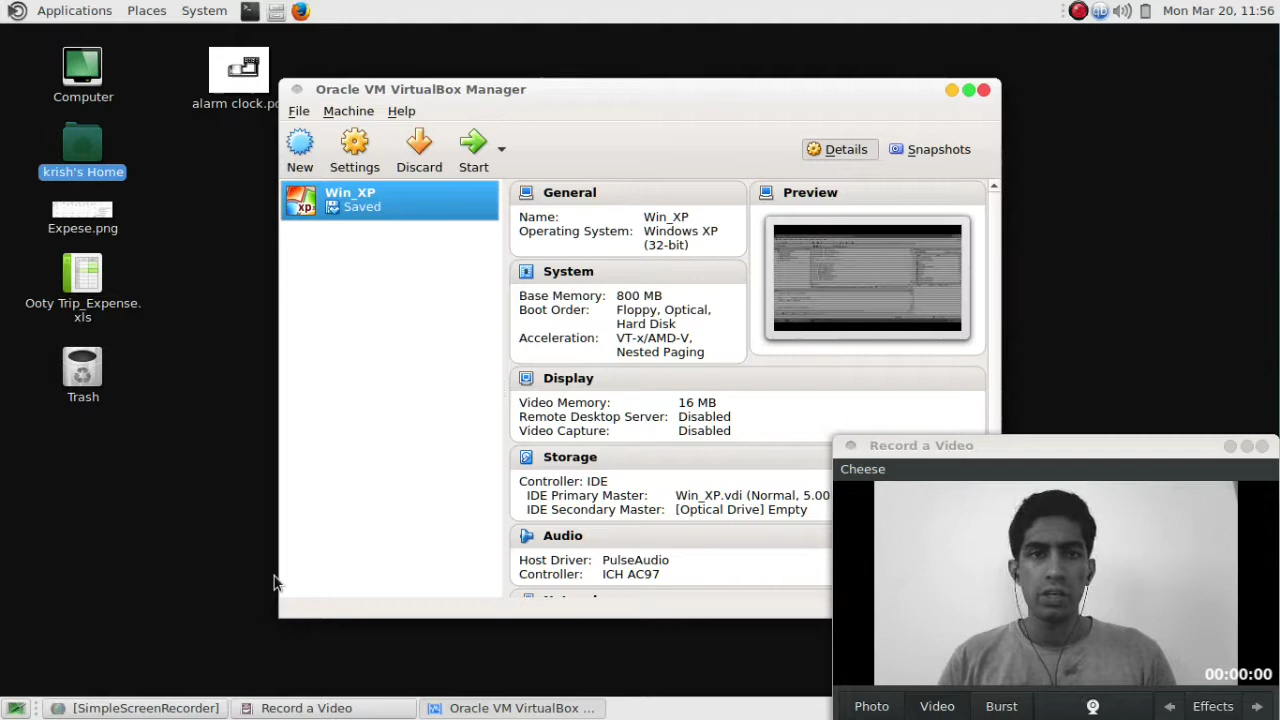 Applications Places System
Mon Mar 20, 11:56
Computer
alarm clock.pd
krish's Home
Expese.png
Ooty Trip_Expense.
xls
Trash
Oracle VM VirtualBox Manager
File Machine Help
New Settings Discard Start
Details Snapshots
xp
Win_XP
Saved
General
Name: Win_XP
Operating System: Windows XP
(32-bit)
System
Base Memory: 800 MB
Boot Order: Floppy, Optical,
Hard Disk
Acceleration: VT-x/AMD-V,
Nested Paging
Preview
Display
Video Memory: 16 MB
Remote Desktop Server: Disabled
Video Capture: Disabled
Storage
Controller: IDE
IDE Primary Master: Win_XP.vdi (Normal, 5.00
IDE Secondary Master: [Optical Drive] Empty
Audio
Host Driver: PulseAudio
Controller: ICH AC97
Record a Video
Cheese
00:00:00
Photo Video Burst Effects
[SimpleScreenRecorder] Record a Video Oracle VM VirtualBox ...